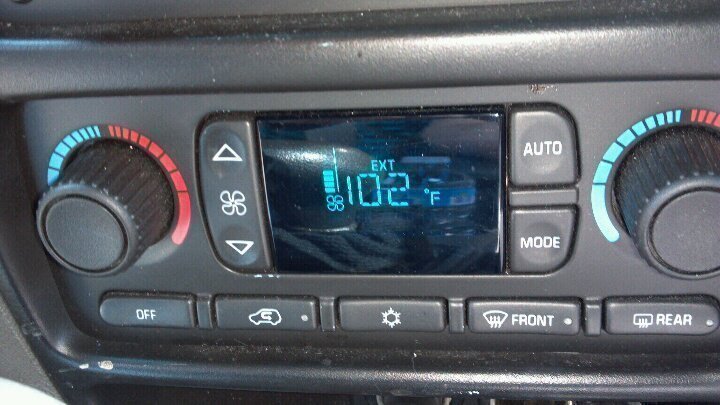 EXT
102 °F
AUTO
MODE
OFF
FRONT
REAR